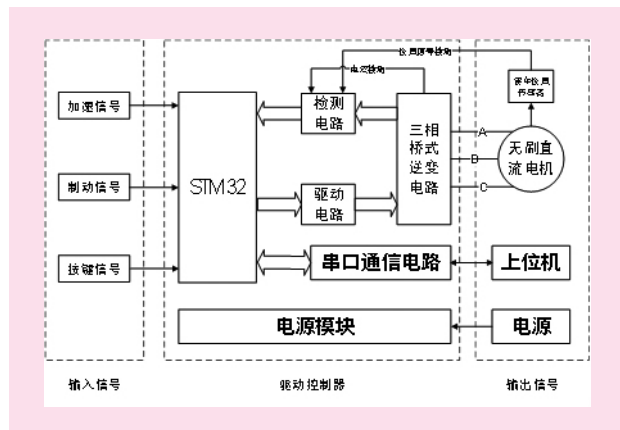 位置信号检测
电流检测
霍尔位置
传感器
加速信号
检测
电路
三相
桥式
逆变
电路
A
B
C
无刷直
流电机
制动信号
STM32
驱动
电路
按键信号
串口通信电路
上位机
电源模块
电源
输入信号
驱动控制器
输出信号